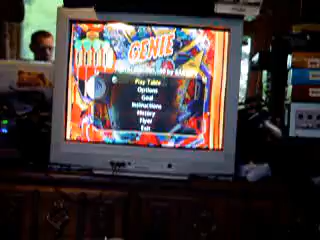 GENIE
Play Table
Options
Goal
Instructions
History
Flyer
Exit